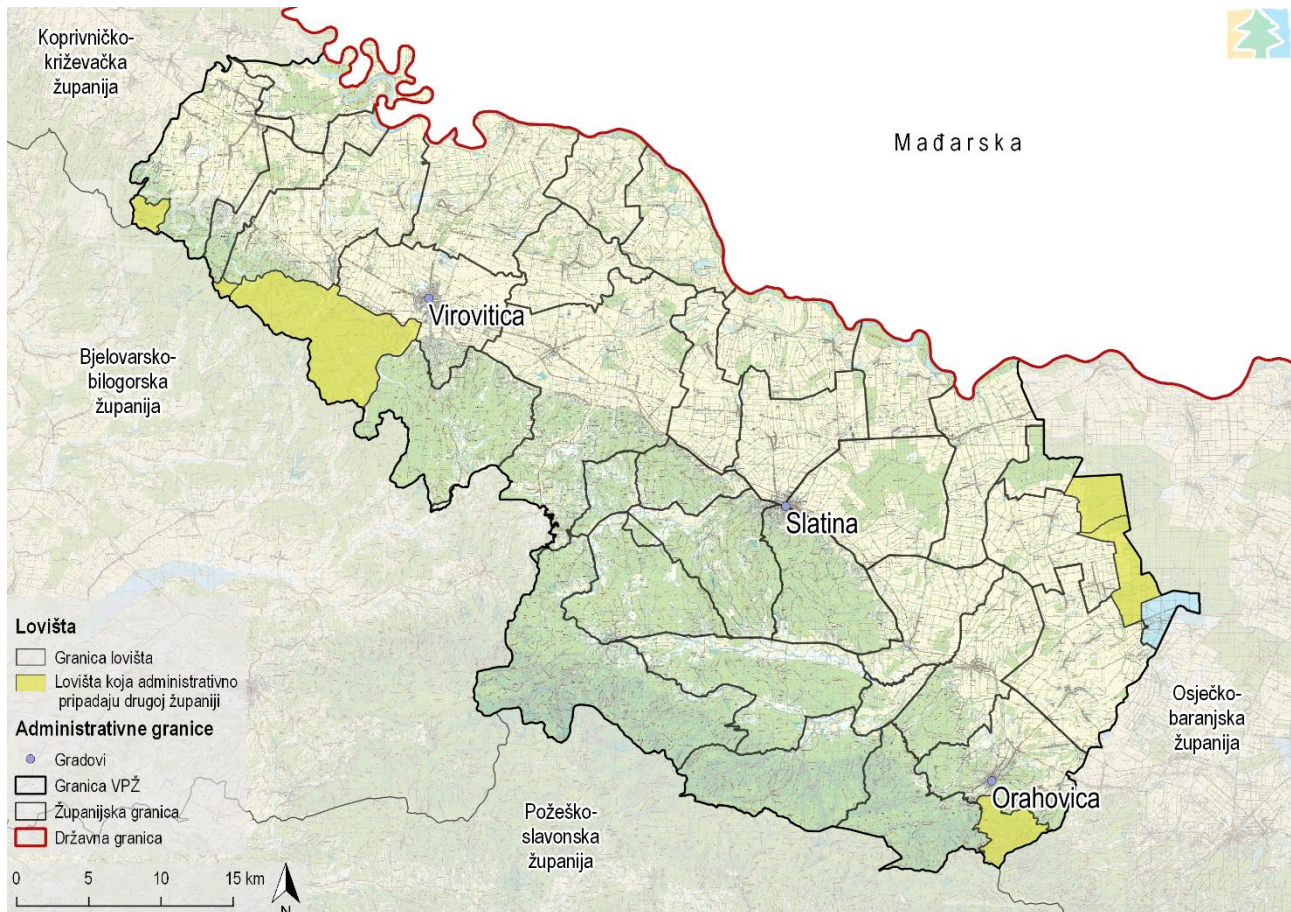 Koprivničko-
križevačka
županija
Mađarska
Virovitica
Bjelovarsko-
bilogorska
županija
Slatina
Osječko-
baranjska
županija
Orahovica
Požeško-
slavonska
županija
Lovišta
Granica lovišta
Lovišta koja administrativno
pripadaju drugoj županiji
Administrativne granice
Gradovi
Granica VPŽ
Županijska granica
Državna granica
0 5 10 15 km
N